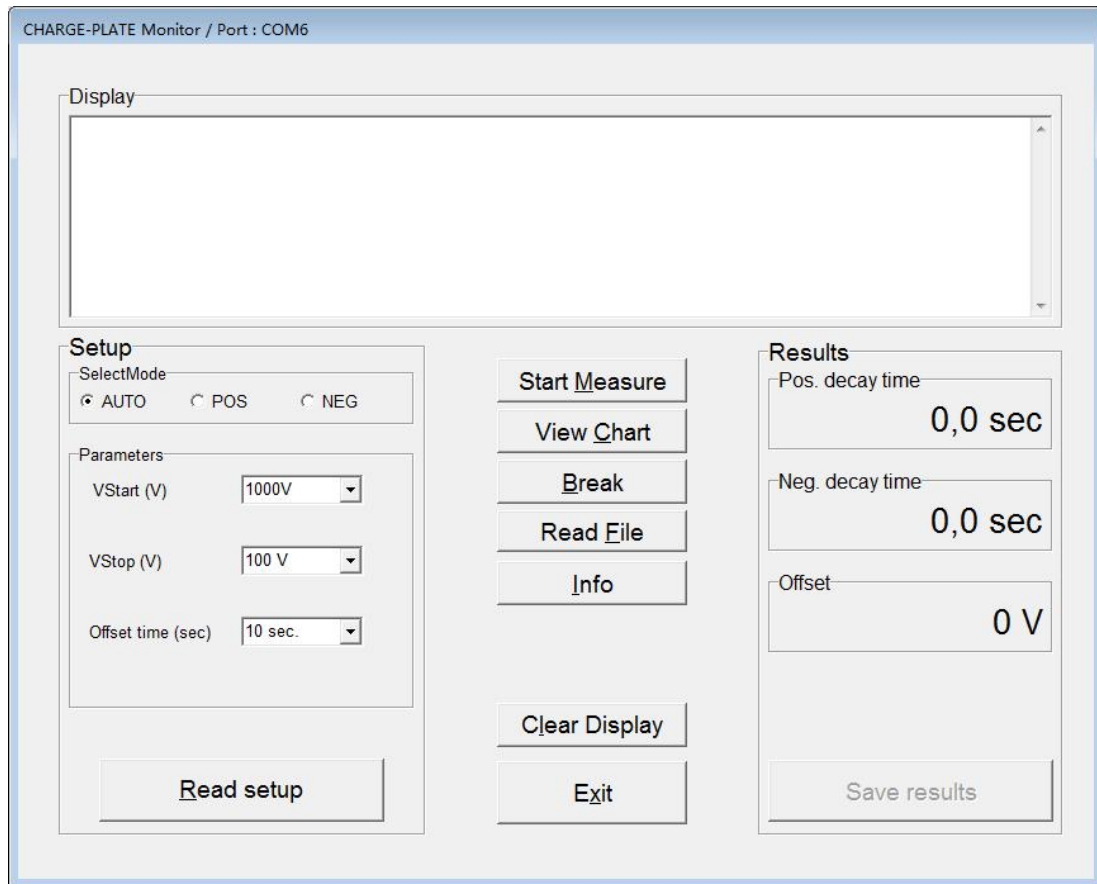 CHARGE-PLATE Monitor / Port : COM6
Display
Setup
SelectMode
AUTO POS NEG
Parameters
VStart (V) 1000V
VStop (V) 100 V
Offset time (sec) 10 sec.
Read setup
Start Measure
View Chart
Break
Read File
Info
Clear Display
Exit
Results
Pos. decay time
0,0 sec
Neg. decay time
0,0 sec
Offset
0 V
Save results